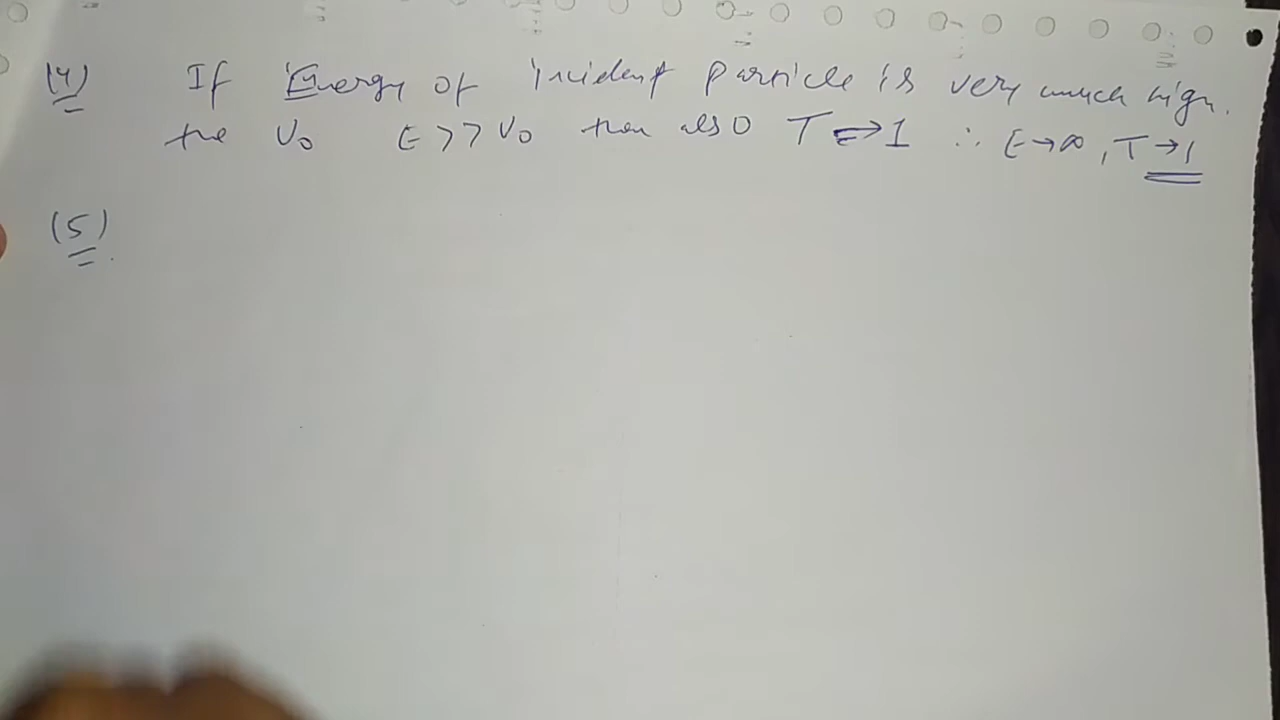 (4) If Energy of incident particle is very much high.
the V₀ E >> V₀ then also T ⇒ 1 ∴ E → ∞, T → 1
(5)